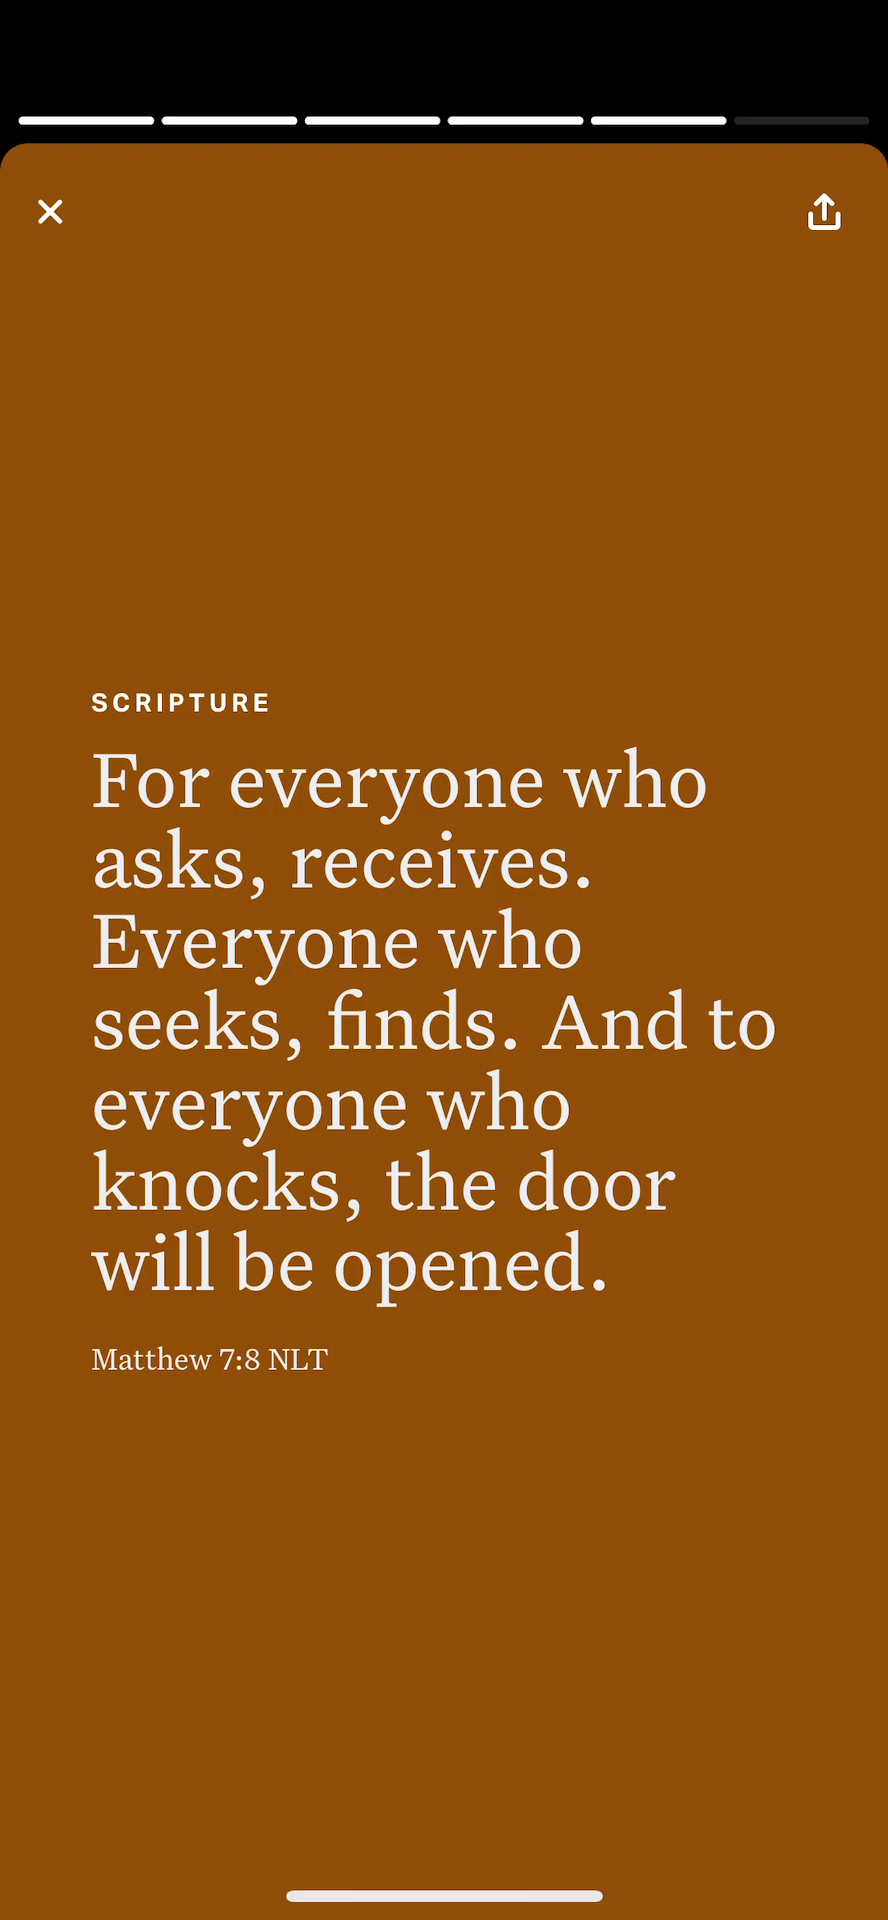 SCRIPTURE
For everyone who
asks, receives.
Everyone who
seeks, finds. And to
everyone who
knocks, the door
will be opened.
Matthew 7:8 NLT